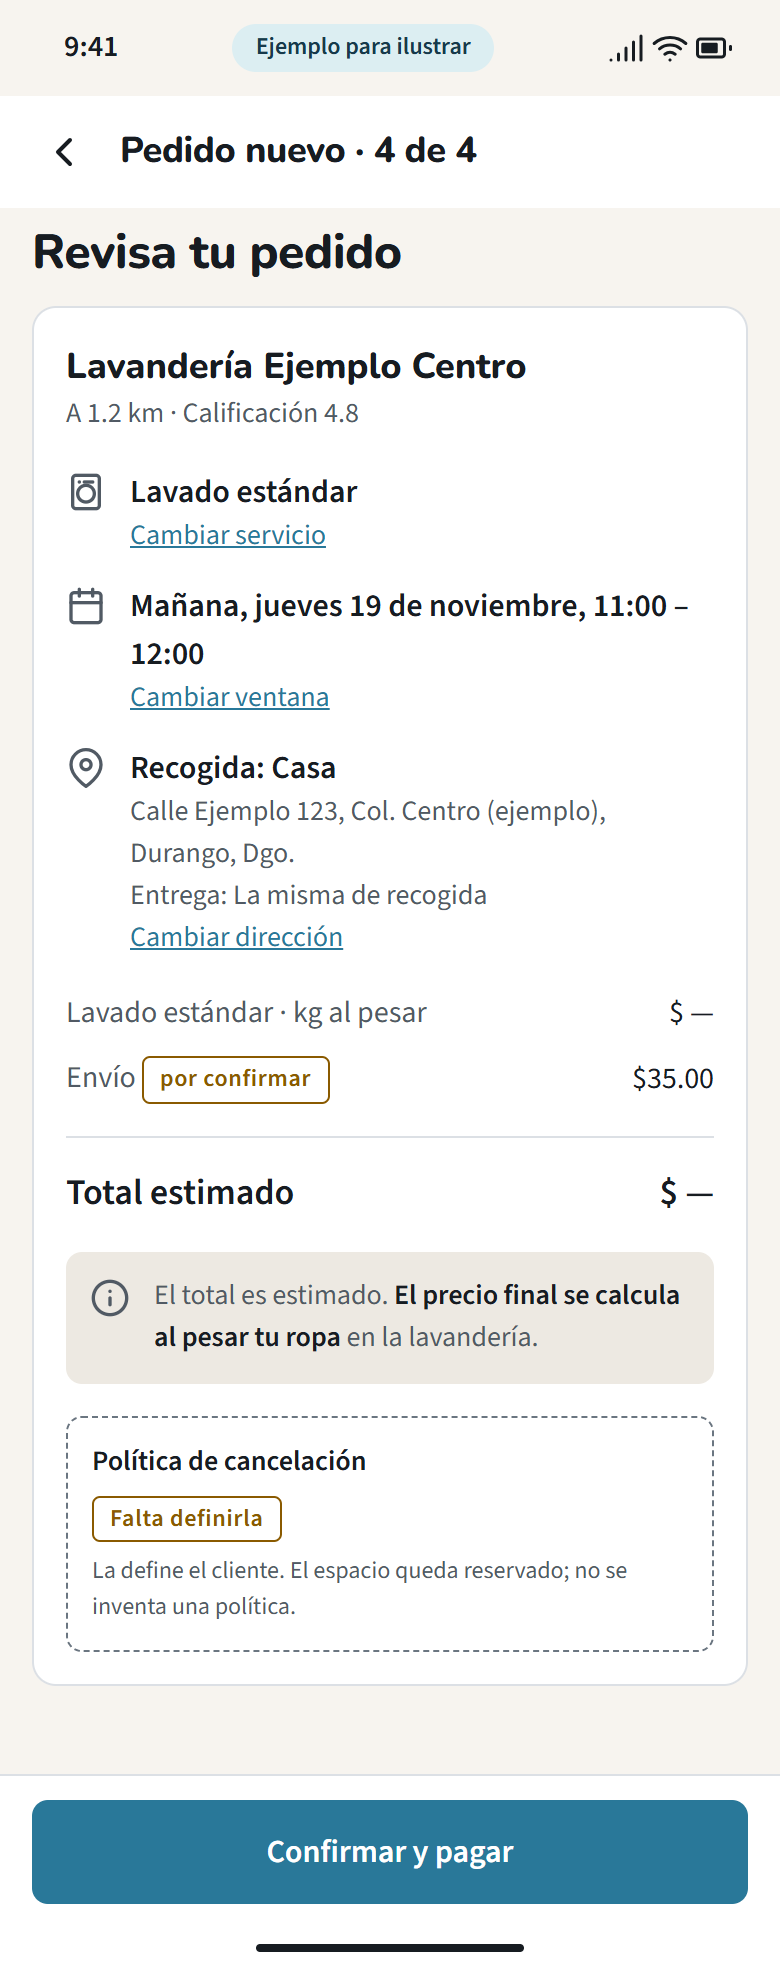 9:41
Ejemplo para ilustrar
Pedido nuevo · 4 de 4
Revisa tu pedido
Lavandería Ejemplo Centro
A 1.2 km · Calificación 4.8
Lavado estándar
Cambiar servicio
Mañana, jueves 19 de noviembre, 11:00 –
12:00
Cambiar ventana
Recogida: Casa
Calle Ejemplo 123, Col. Centro (ejemplo),
Durango, Dgo.
Entrega: La misma de recogida
Cambiar dirección
Lavado estándar · kg al pesar $ —
Envío por confirmar $35.00
Total estimado $ —
El total es estimado. El precio final se calcula
al pesar tu ropa en la lavandería.
Política de cancelación
Falta definirla
La define el cliente. El espacio queda reservado; no se
inventa una política.
Confirmar y pagar